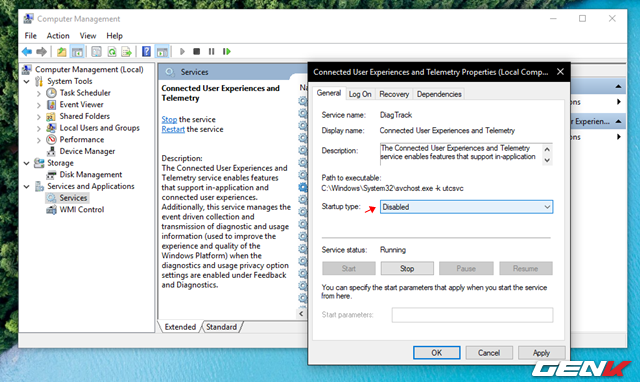 Computer Management
File Action View Help
Computer Management (Local)
System Tools
Task Scheduler
Event Viewer
Shared Folders
Local Users and Groups
Performance
Device Manager
Storage
Disk Management
Services and Applications
Services
WMI Control
Services
Connected User Experiences and
Telemetry
Stop the service
Restart the service
Description:
The Connected User Experiences and
Telemetry service enables features
that support in-application and
connected user experiences.
Additionally, this service manages the
event driven collection and
transmission of diagnostic and usage
information (used to improve the
experience and quality of the
Windows Platform) when the
diagnostics and usage privacy option
settings are enabled under Feedback
and Diagnostics.
Extended Standard
Connected User Experiences and Telemetry Properties (Local Comp...
General Log On Recovery Dependencies
Service name: DiagTrack
Display name: Connected User Experiences and Telemetry
Description: The Connected User Experiences and Telemetry
service enables features that support in-application
Path to executable:
C:\Windows\System32\svchost.exe -k utcsvc
Startup type: Disabled
Service status: Running
Start Stop Pause Resume
You can specify the start parameters that apply when you start the service
from here.
Start parameters:
OK Cancel Apply
GENK